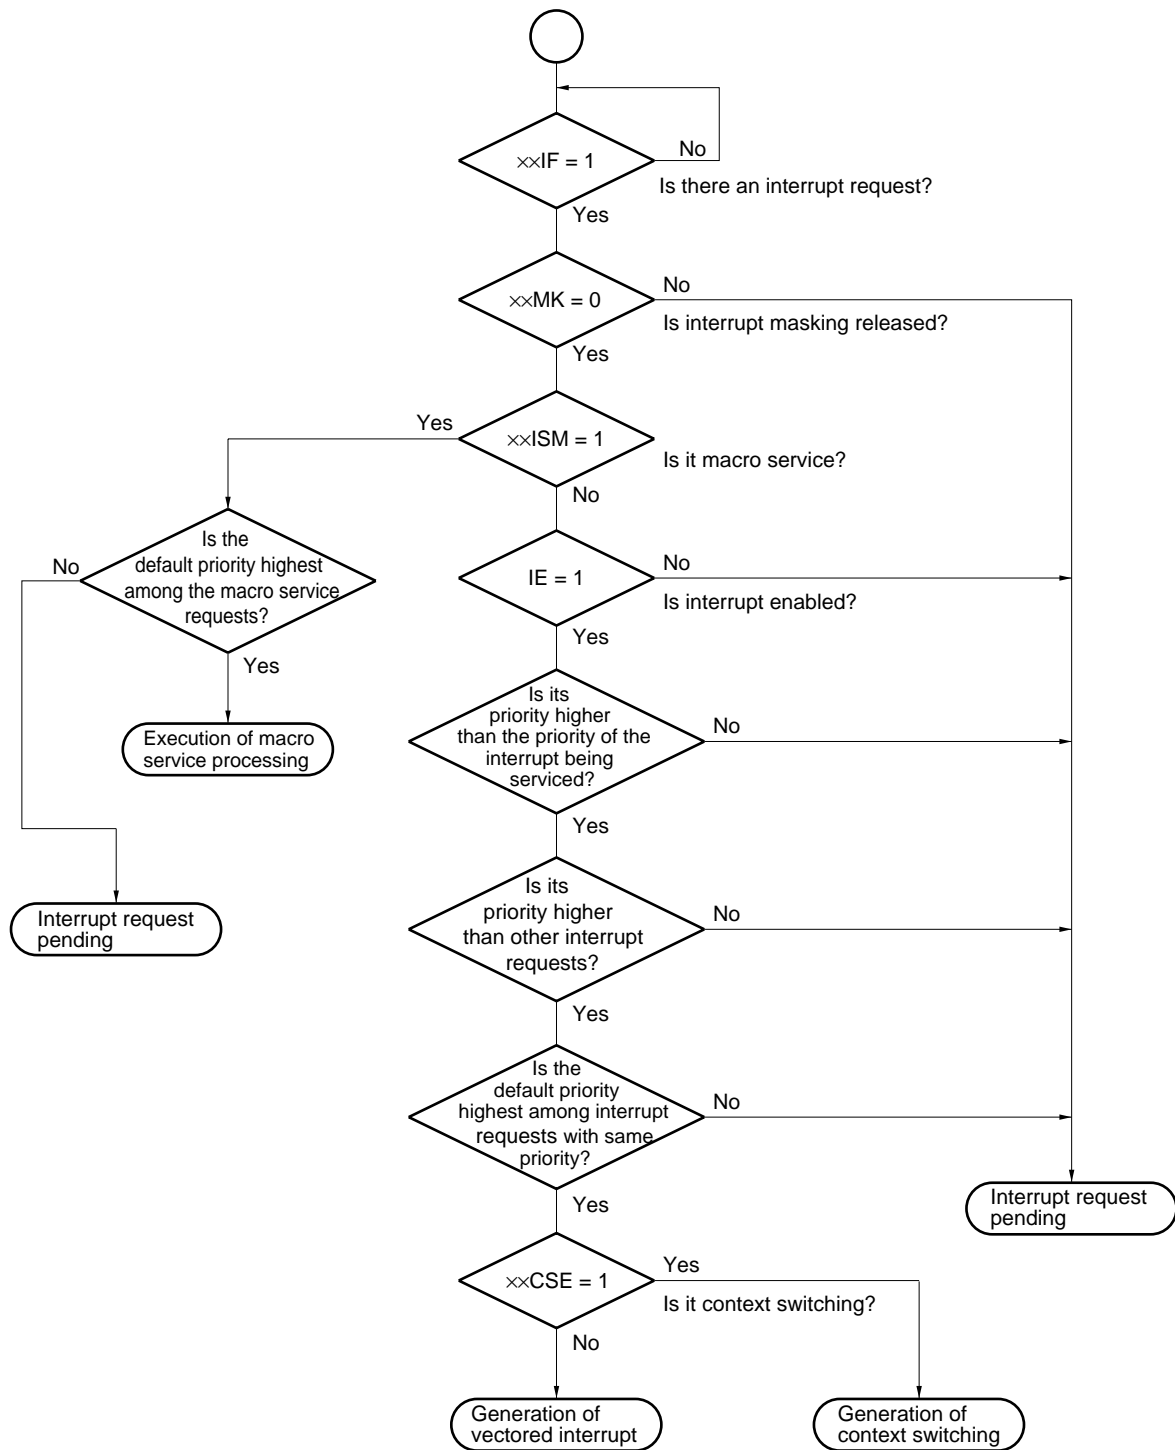 ××IF = 1
No
Is there an interrupt request?
Yes
××MK = 0
No
Is interrupt masking released?
Yes
Yes
××ISM = 1
Is it macro service?
No
Is the
default priority highest
among the macro service
requests?
No
Yes
Execution of macro
service processing
Interrupt request
pending
IE = 1
No
Is interrupt enabled?
Yes
Is its
priority higher
than the priority of the
interrupt being
serviced?
No
Yes
Is its
priority higher
than other interrupt
requests?
No
Yes
Is the
default priority
highest among interrupt
requests with same
priority?
No
Yes
Interrupt request
pending
××CSE = 1
Yes
Is it context switching?
No
Generation of
vectored interrupt
Generation of
context switching